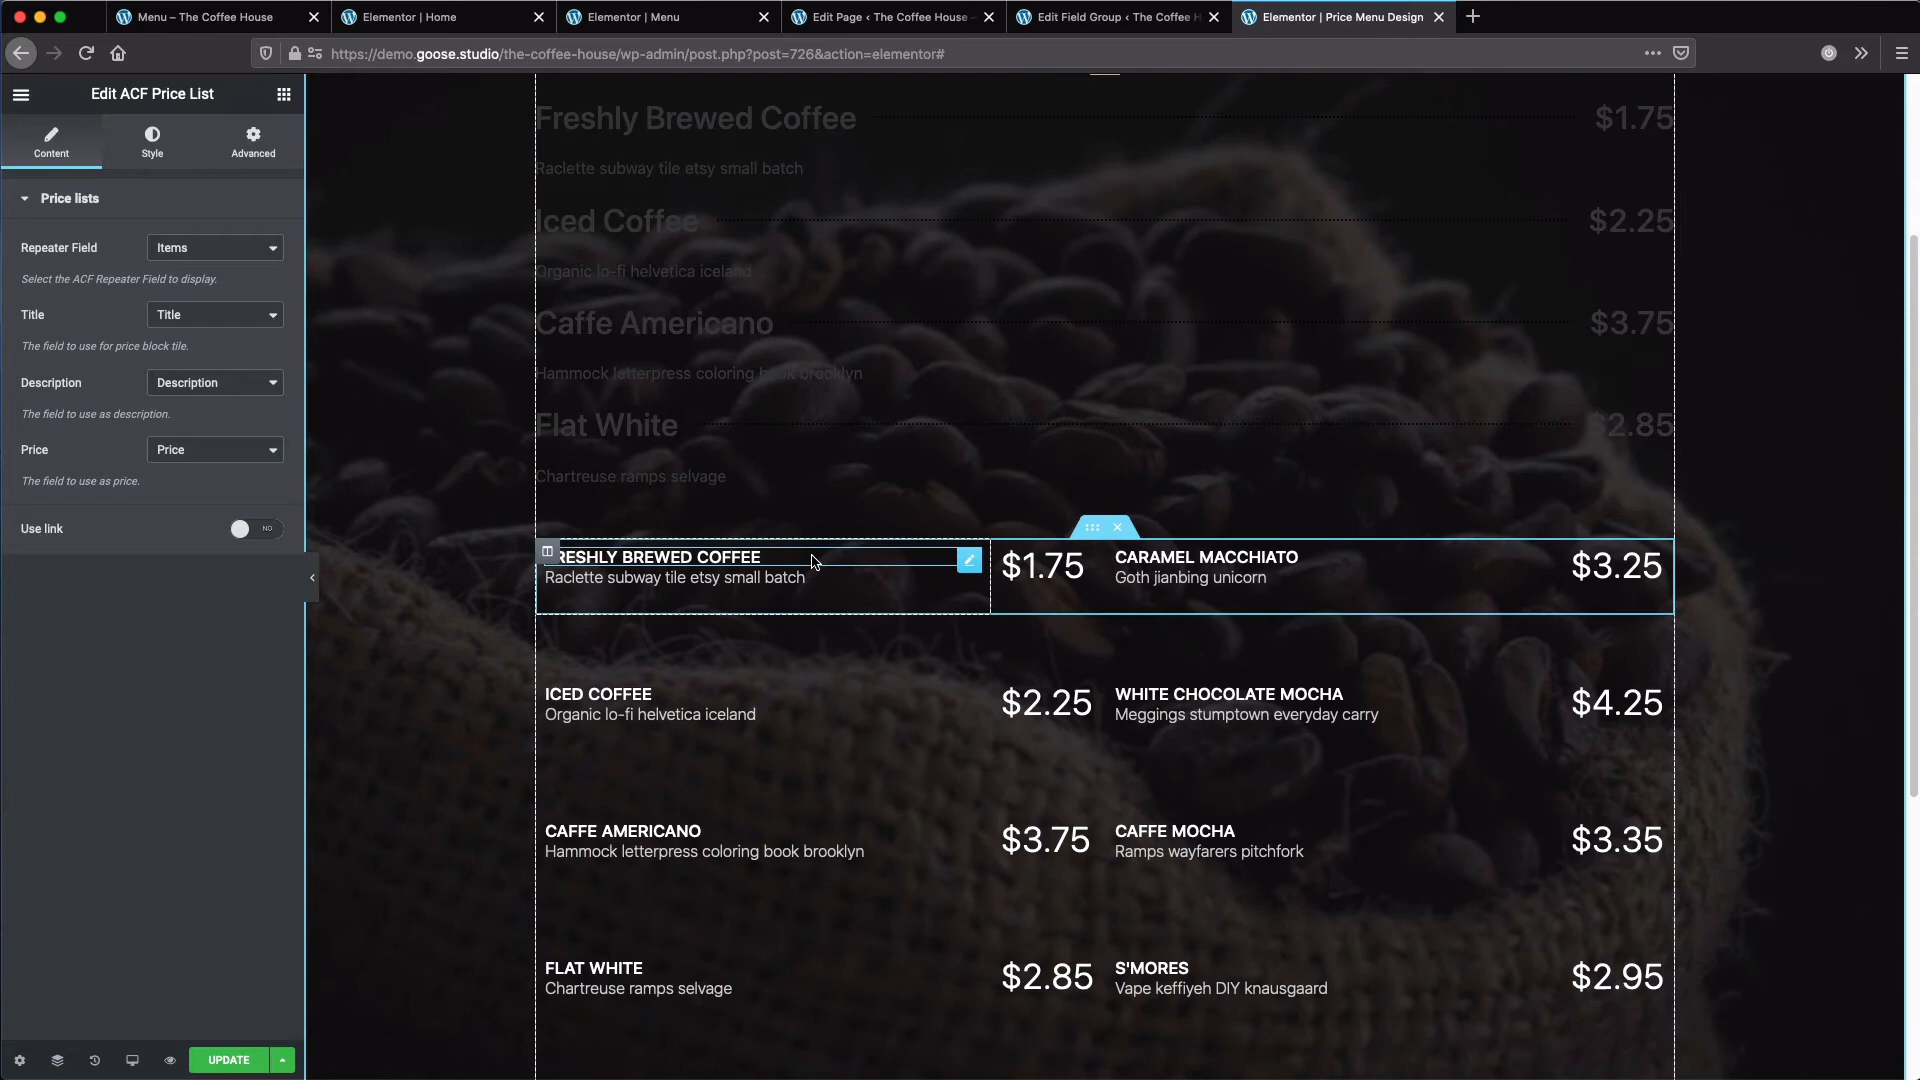 Menu – The Coffee House
Elementor | Home
Elementor | Menu
Edit Page ‹ The Coffee House –
Edit Field Group ‹ The Coffee H
Elementor | Price Menu Design
https://demo.goose.studio/the-coffee-house/wp-admin/post.php?post=726&action=elementor#
Edit ACF Price List
Content
Style
Advanced
Price lists
Repeater Field
Items
Select the ACF Repeater Field to display.
Title
Title
The field to use for price block tile.
Description
Description
The field to use as description.
Price
Price
The field to use as price.
Use link
NO
UPDATE
Freshly Brewed Coffee $1.75
Raclette subway tile etsy small batch
Iced Coffee $2.25
Organic lo-fi helvetica iceland
Caffe Americano $3.75
Hammock letterpress coloring book brooklyn
Flat White $2.85
Chartreuse ramps selvage
RESHLY BREWED COFFEE $1.75
Raclette subway tile etsy small batch
CARAMEL MACCHIATO $3.25
Goth jianbing unicorn
ICED COFFEE $2.25
Organic lo-fi helvetica iceland
WHITE CHOCOLATE MOCHA $4.25
Meggings stumptown everyday carry
CAFFE AMERICANO $3.75
Hammock letterpress coloring book brooklyn
CAFFE MOCHA $3.35
Ramps wayfarers pitchfork
FLAT WHITE $2.85
Chartreuse ramps selvage
S'MORES $2.95
Vape keffiyeh DIY knausgaard